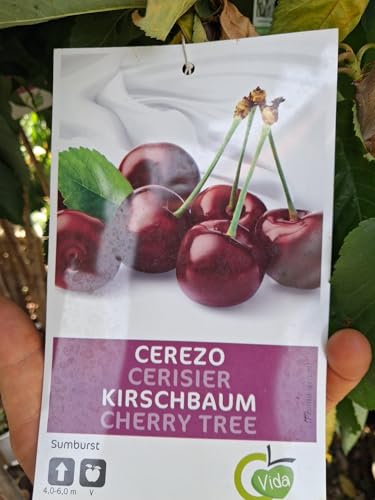 CEREZO
CERISIER
KIRSCHBAUM
CHERRY TREE
Sumburst
4,0-6,0 m
V
Vida